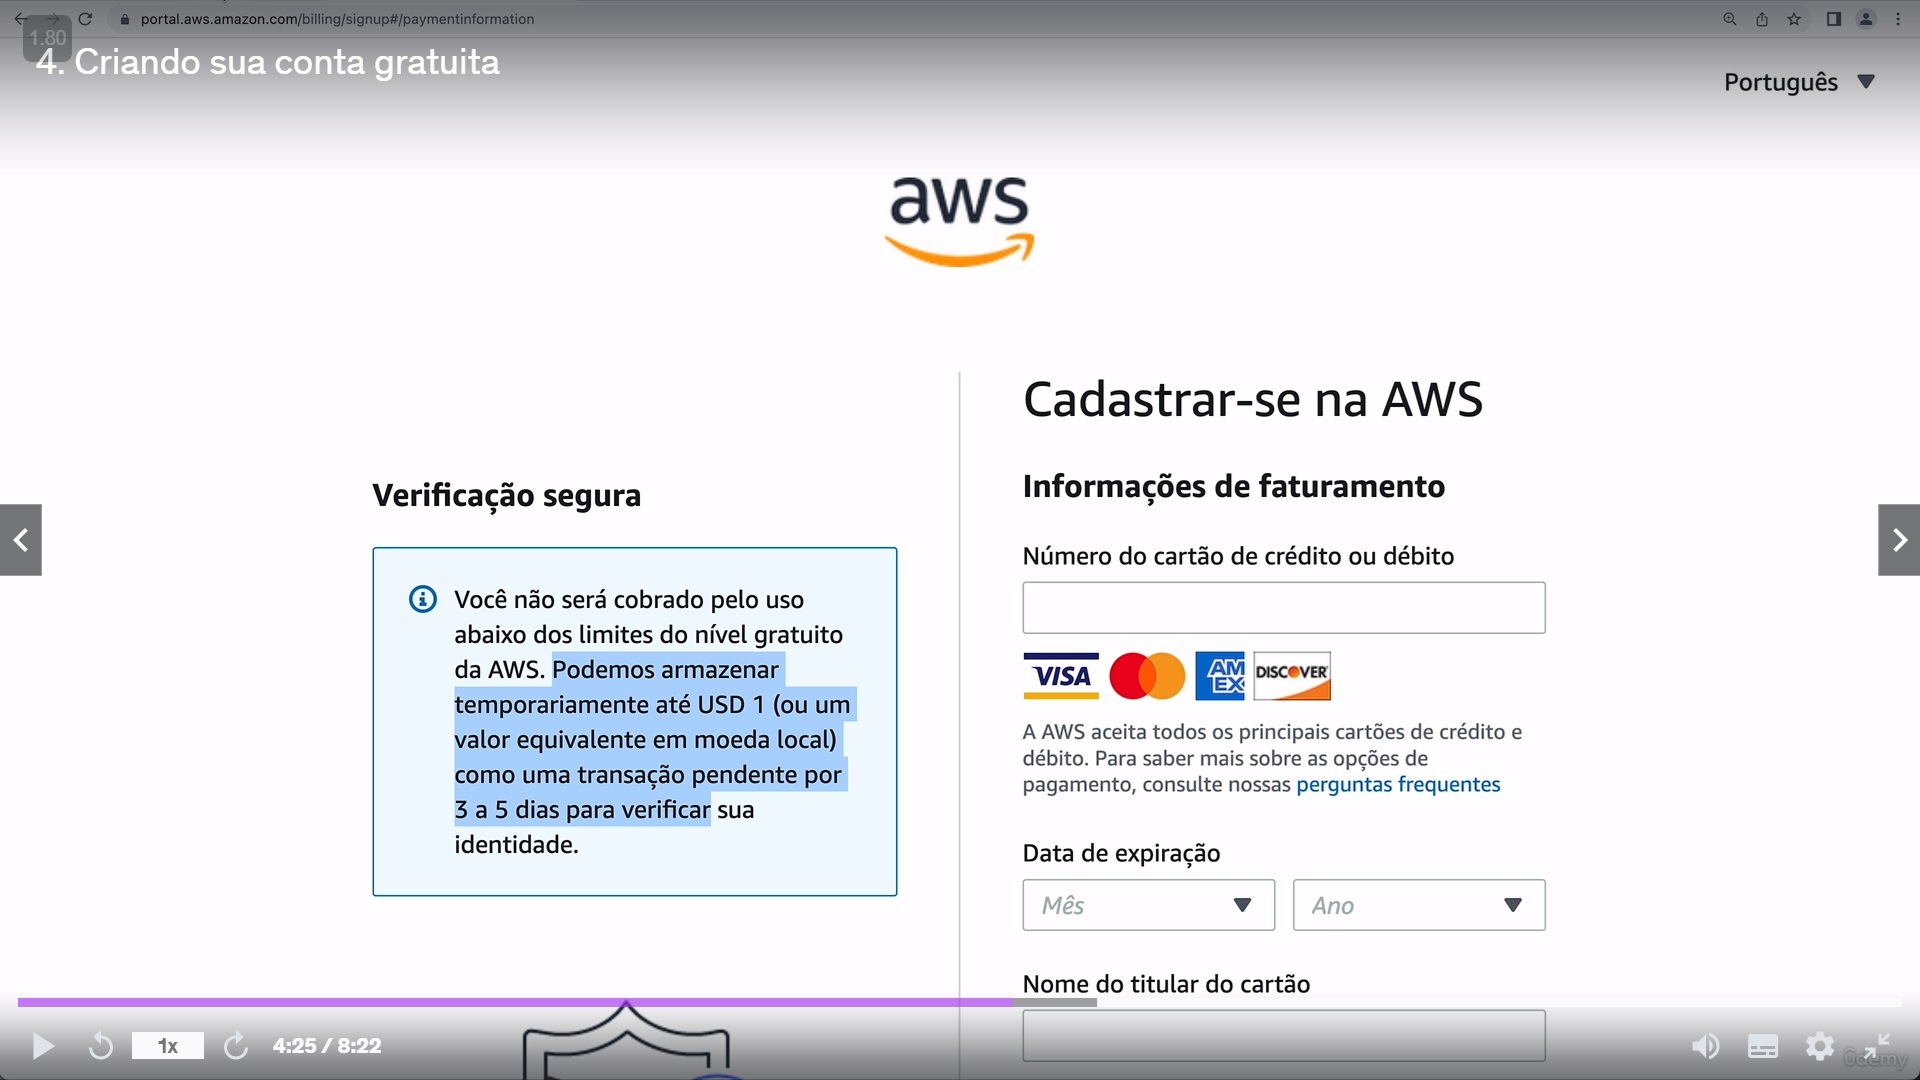 portal.aws.amazon.com/billing/signup#/paymentinformation
1.80
4. Criando sua conta gratuita
Português
aws
Verificação segura
Você não será cobrado pelo uso
abaixo dos limites do nível gratuito
da AWS. Podemos armazenar
temporariamente até USD 1 (ou um
valor equivalente em moeda local)
como uma transação pendente por
3 a 5 dias para verificar sua
identidade.
Cadastrar-se na AWS
Informações de faturamento
Número do cartão de crédito ou débito
VISA
AMEX
DISCOVER
A AWS aceita todos os principais cartões de crédito e
débito. Para saber mais sobre as opções de
pagamento, consulte nossas perguntas frequentes
Data de expiração
Mês
Ano
Nome do titular do cartão
1x
4:25 / 8:22
ûdemy